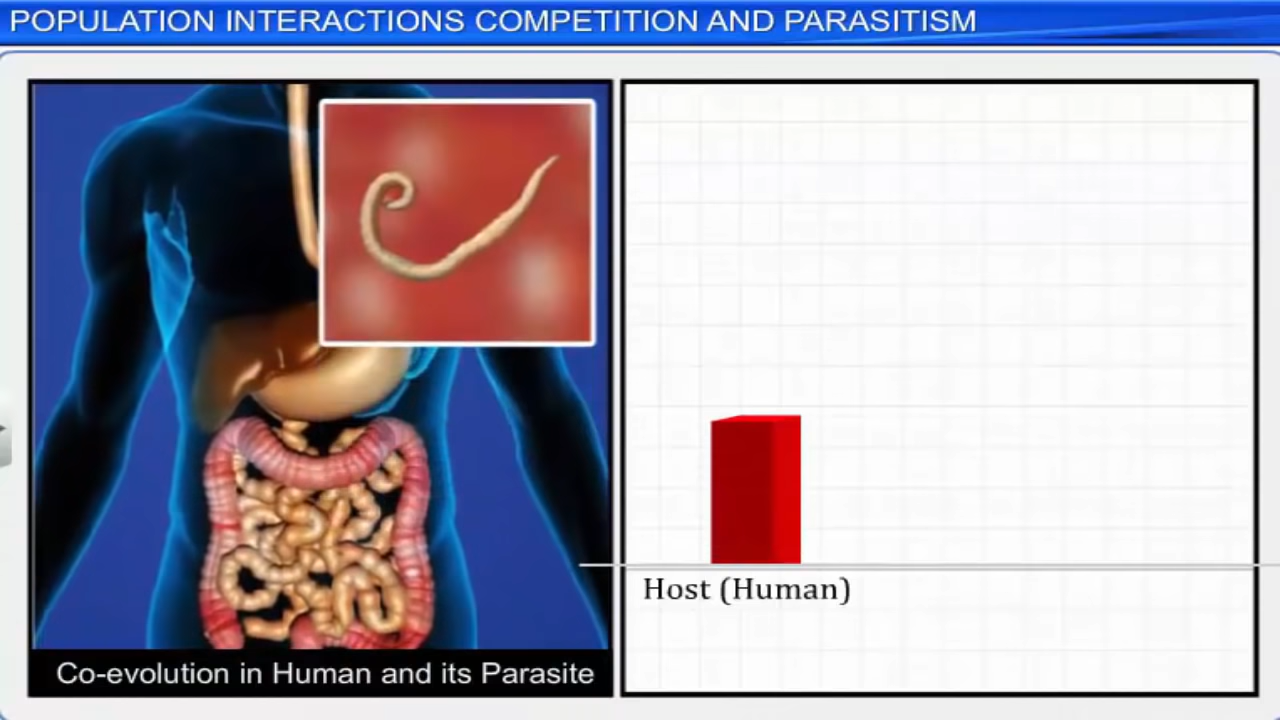 POPULATION INTERACTIONS COMPETITION AND PARASITISM
Host (Human)
Co-evolution in Human and its Parasite